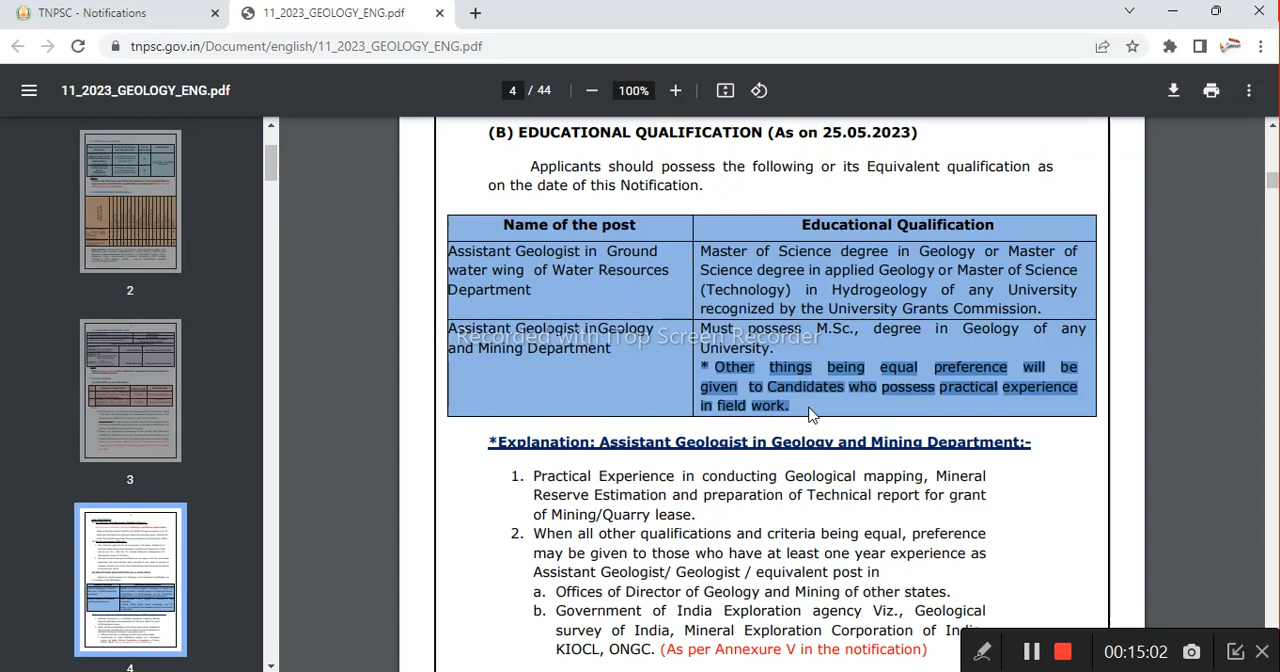 TNPSC - Notifications
11_2023_GEOLOGY_ENG.pdf
tnpsc.gov.in/Document/english/11_2023_GEOLOGY_ENG.pdf
11_2023_GEOLOGY_ENG.pdf
4 / 44
100%
2
3
4
(B) EDUCATIONAL QUALIFICATION (As on 25.05.2023)
Applicants should possess the following or its Equivalent qualification as
on the date of this Notification.
Name of the post
Educational Qualification
Assistant Geologist in Ground
water wing of Water Resources
Department
Master of Science degree in Geology or Master of
Science degree in applied Geology or Master of Science
(Technology) in Hydrogeology of any University
recognized by the University Grants Commission.
Assistant Geologist inGeology
and Mining Department
Must possess M.Sc., degree in Geology of any
University.
* Other things being equal preference will be
given to Candidates who possess practical experience
in field work.
Recorded with iTop Screen Recorder
*Explanation: Assistant Geologist in Geology and Mining Department:-
1. Practical Experience in conducting Geological mapping, Mineral
Reserve Estimation and preparation of Technical report for grant
of Mining/Quarry lease.
2. When all other qualifications and criteria being equal, preference
may be given to those who have at least one year experience as
Assistant Geologist/ Geologist / equivalent post in
a. Offices of Director of Geology and Mining of other states.
b. Government of India Exploration agency Viz., Geological
survey of India, Mineral Exploration Corporation of
KIOCL, ONGC. (As per Annexure V in the notification)
00:15:02